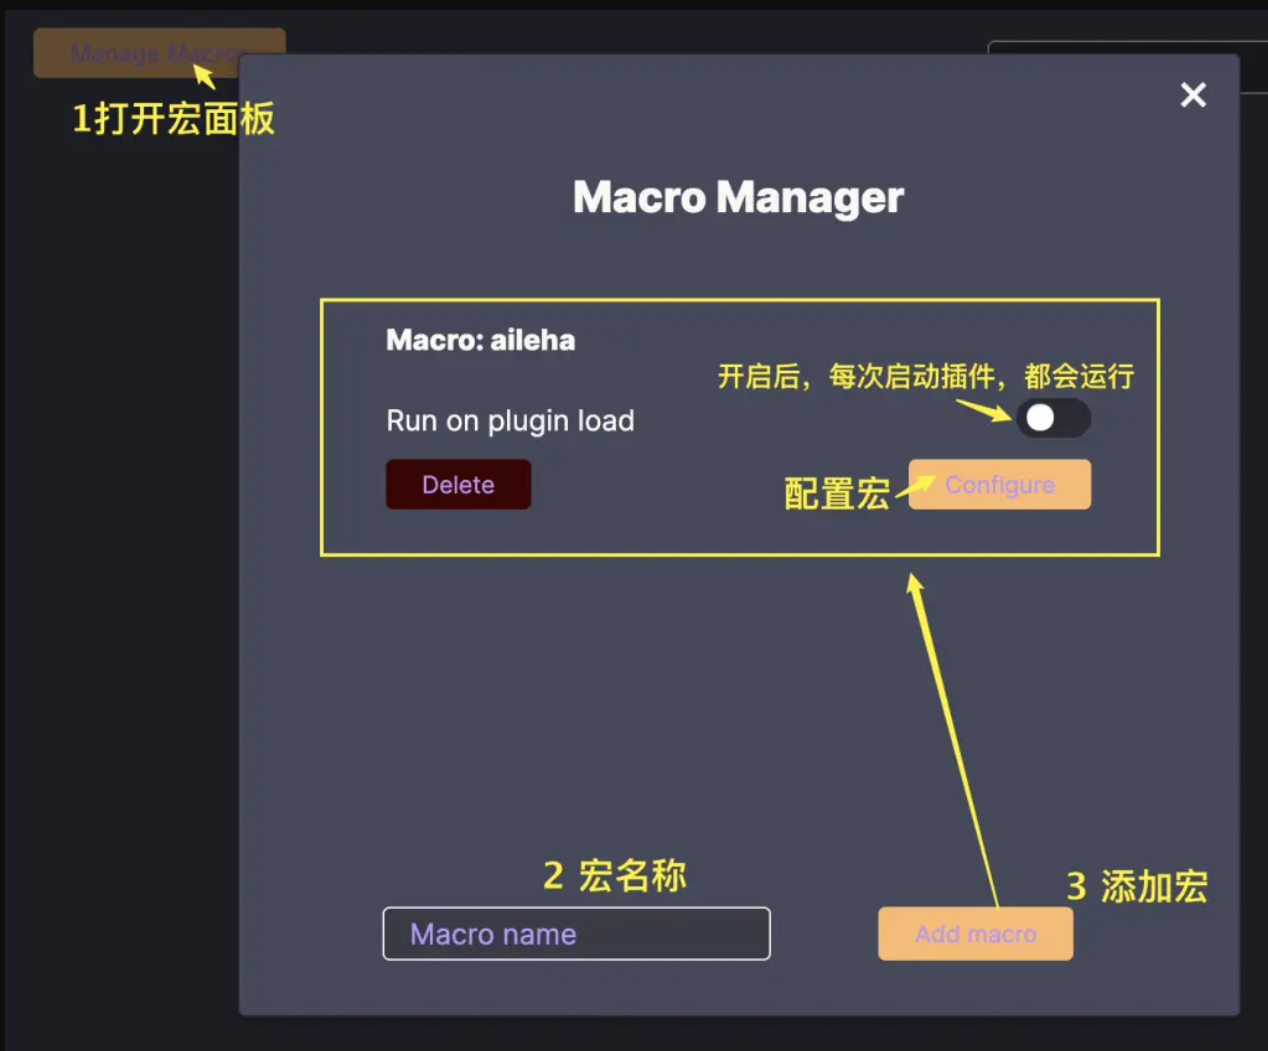 Manage Macros
1打开宏面板
Macro Manager
Macro: aileha
开启后，每次启动插件，都会运行
Run on plugin load
Delete
配置宏
Configure
2 宏名称
3 添加宏
Macro name
Add macro